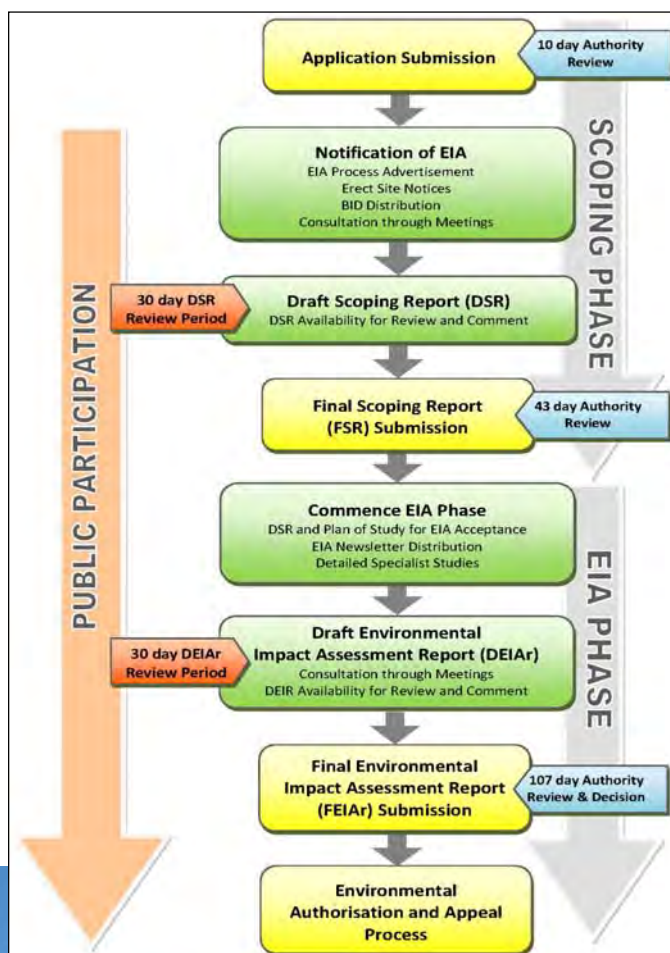 Application Submission
10 day Authority
Review
Notification of EIA
EIA Process Advertisement
Erect Site Notices
BID Distribution
Consultation through Meetings
SCOPING PHASE
30 day DSR
Review Period
Draft Scoping Report (DSR)
DSR Availability for Review and Comment
PUBLIC PARTICIPATION
Final Scoping Report
(FSR) Submission
43 day Authority
Review
Commence EIA Phase
DSR and Plan of Study for EIA Acceptance
EIA Newsletter Distribution
Detailed Specialist Studies
EIA PHASE
30 day DEIAr
Review Period
Draft Environmental
Impact Assessment Report (DEIAr)
Consultation through Meetings
DEIR Availability for Review and Comment
Final Environmental
Impact Assessment Report
(FEIAr) Submission
107 day Authority
Review & Decision
Environmental
Authorisation and Appeal
Process